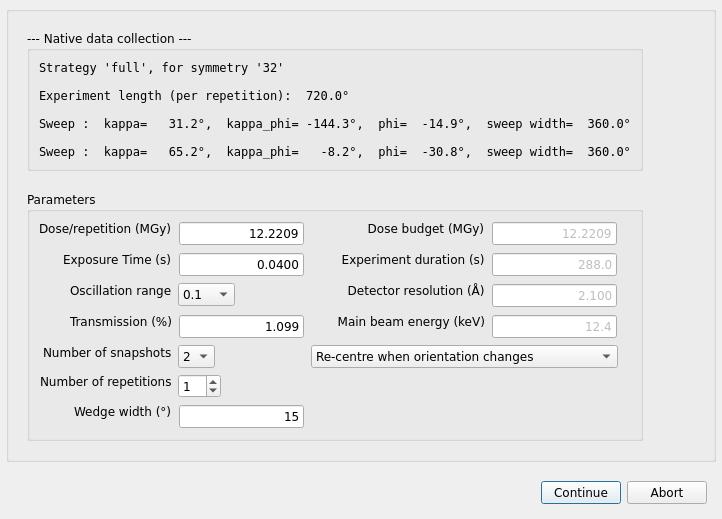 --- Native data collection ---
Strategy 'full', for symmetry '32'
Experiment length (per repetition):  720.0°
Sweep :  kappa=   31.2°,  kappa_phi= -144.3°,  phi=  -14.9°,  sweep width=  360.0°
Sweep :  kappa=   65.2°,  kappa_phi=   -8.2°,  phi=  -30.8°,  sweep width=  360.0°
Parameters
Dose/repetition (MGy) 12.2209 Dose budget (MGy) 12.2209
Exposure Time (s) 0.0400 Experiment duration (s) 288.0
Oscillation range 0.1 Detector resolution (Å) 2.100
Transmission (%) 1.099 Main beam energy (keV) 12.4
Number of snapshots 2 Re-centre when orientation changes
Number of repetitions 1
Wedge width (°) 15
Continue Abort